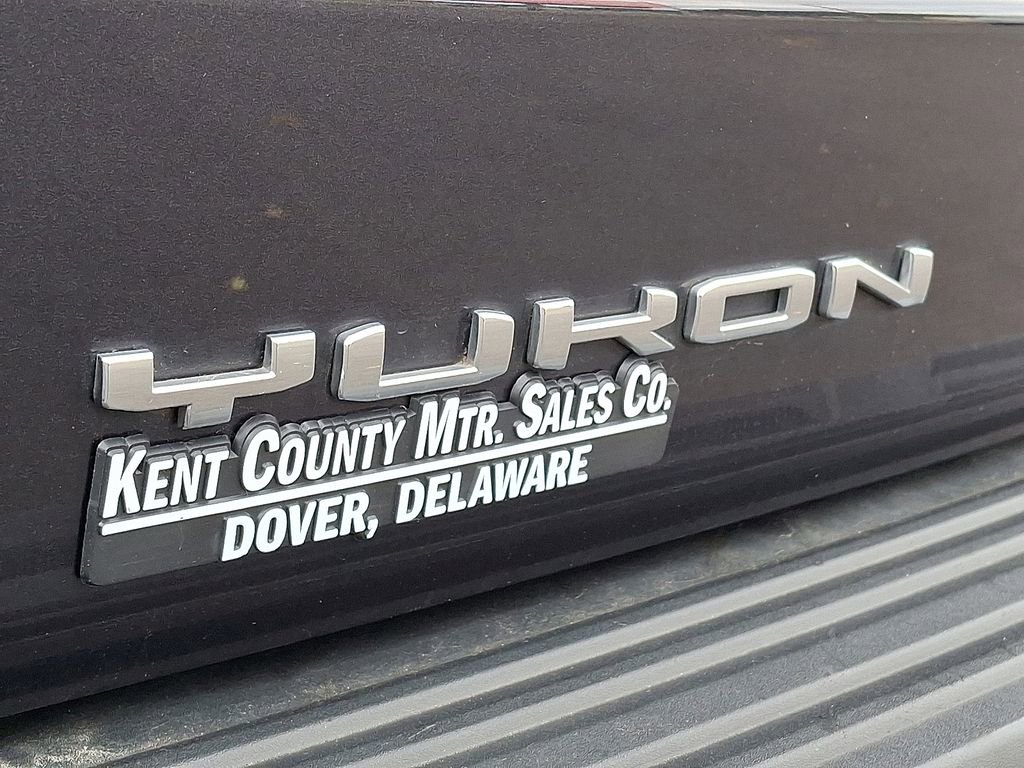 YUKON
KENT COUNTY MTR. SALES CO.
DOVER, DELAWARE